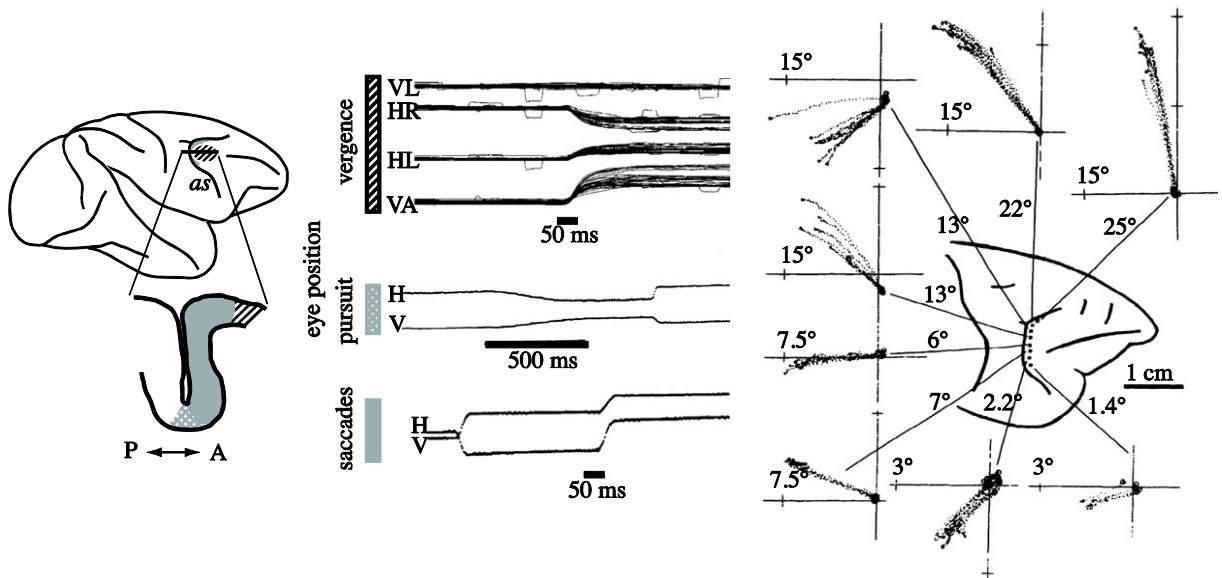 as
P A
vergence
VL
HR
HL
VA
50 ms
eye position
pursuit
H
V
500 ms
saccades
H
V
50 ms
15°
15°
15°
13°
22°
25°
15°
13°
7.5°
6°
1 cm
7°
2.2°
1.4°
7.5°
3°
3°